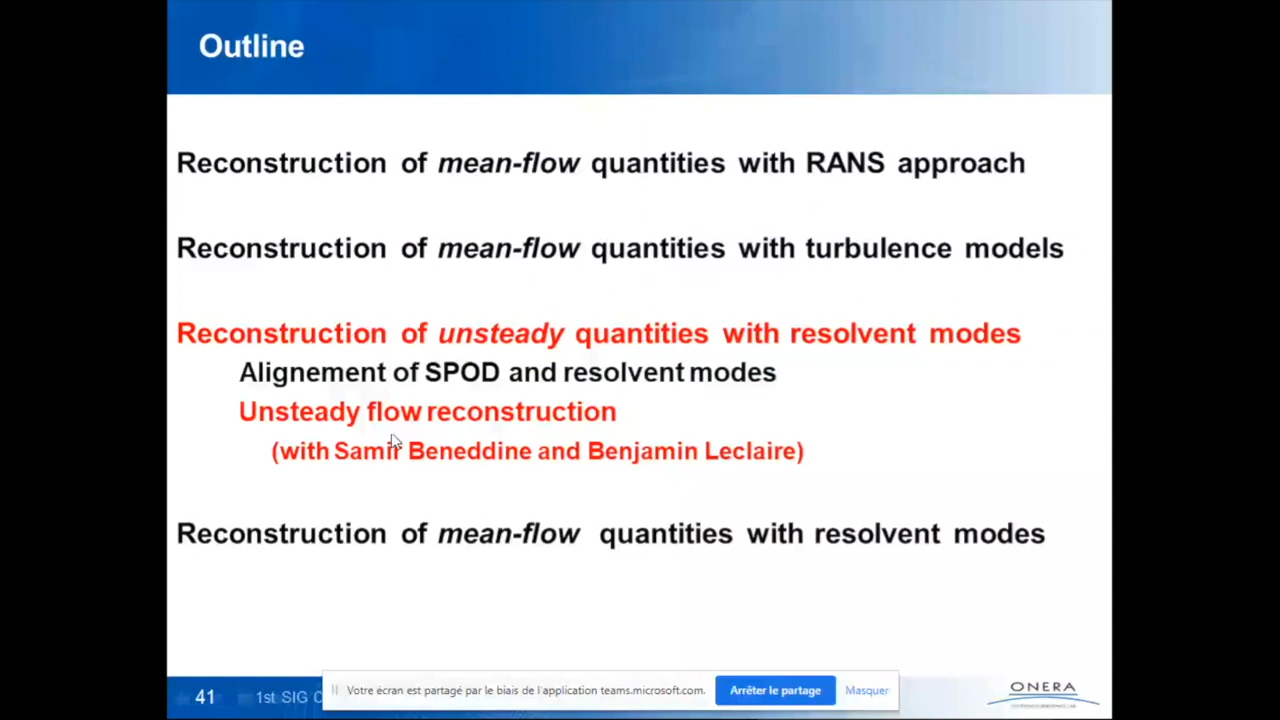 Outline
Reconstruction of mean-flow quantities with RANS approach
Reconstruction of mean-flow quantities with turbulence models
Reconstruction of unsteady quantities with resolvent modes
Alignement of SPOD and resolvent modes
Unsteady flow reconstruction
(with Samir Beneddine and Benjamin Leclaire)
Reconstruction of mean-flow quantities with resolvent modes
41 1st SIG
Votre écran est partagé par le biais de l'application teams.microsoft.com. Arrêter le partage Masquer
ONERA